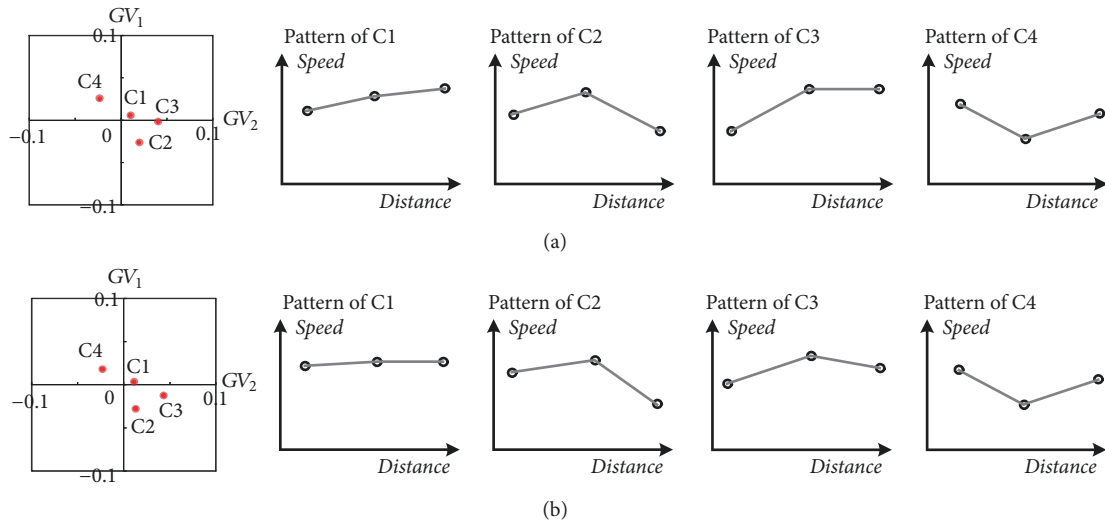 GV1
0.1
C4
C1
C3
GV2
−0.1
0
0.1
C2
−0.1
Pattern of C1
Speed
Distance
Pattern of C2
Speed
Distance
Pattern of C3
Speed
Distance
Pattern of C4
Speed
Distance
(a)
GV1
0.1
C4
C1
GV2
−0.1
0
0.1
C3
C2
−0.1
Pattern of C1
Speed
Distance
Pattern of C2
Speed
Distance
Pattern of C3
Speed
Distance
Pattern of C4
Speed
Distance
(b)